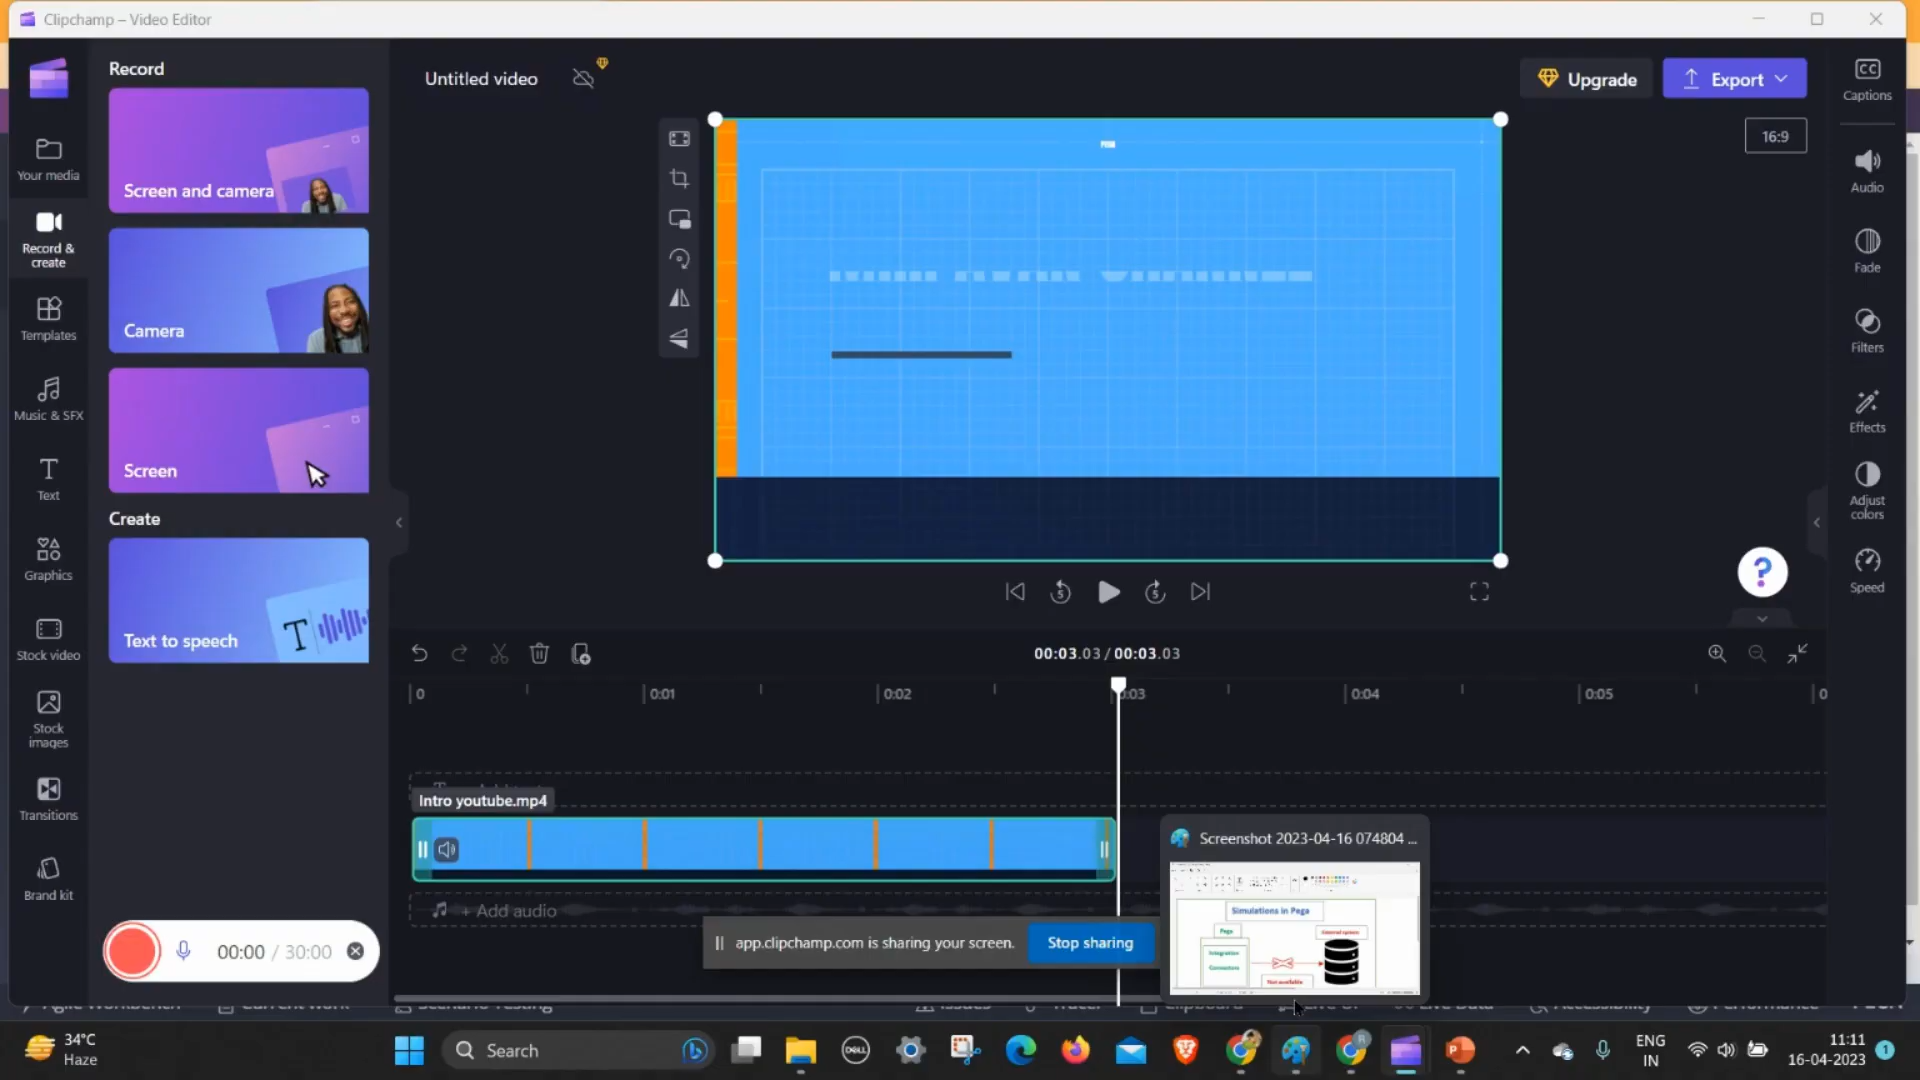 Clipchamp – Video Editor
Record
Screen and camera
Camera
Screen
Create
Text to speech
Your media
Record &
create
Templates
Music & SFX
Text
Graphics
Stock video
Stock
images
Transitions
Brand kit
00:00 / 30:00
Untitled video
Upgrade
Export
16:9
CC
Captions
Audio
Fade
Filters
Effects
Adjust
colors
Speed
?
5
5
00:03.03 / 00:03.03
0
0:01
0:02
0:03
0:04
0:05
Intro youtube.mp4
+ Add audio
app.clipchamp.com is sharing your screen.
Stop sharing
Screenshot 2023-04-16 074804 ...
Simulations in Pega
Pega
Integration
Connectors
External system
Not available
34°C
Haze
Search
DELL
ENG
IN
11:11
16-04-2023
1